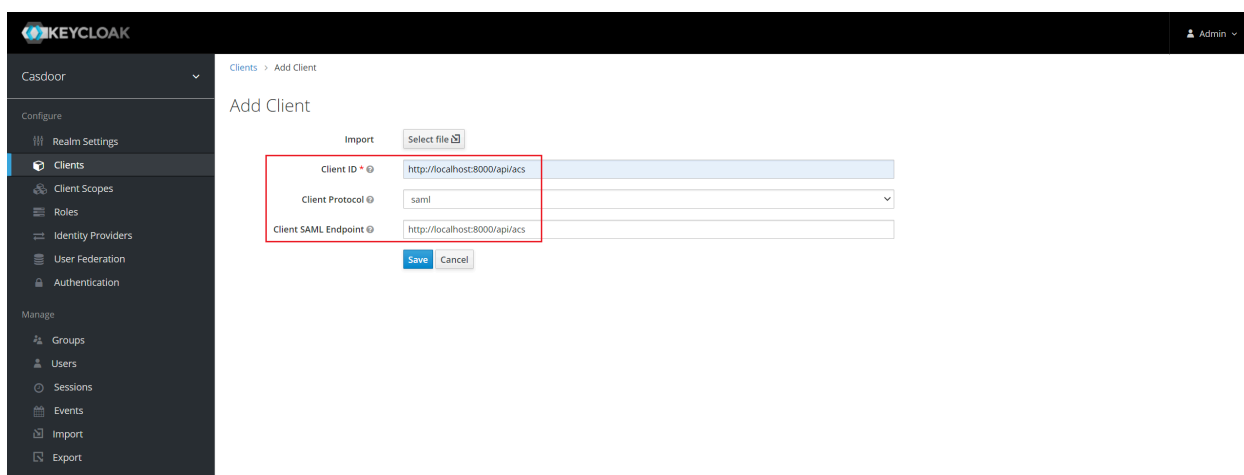 KEYCLOAK
Admin
Casdoor
Configure
Realm Settings
Clients
Client Scopes
Roles
Identity Providers
User Federation
Authentication
Manage
Groups
Users
Sessions
Events
Import
Export
Clients > Add Client
Add Client
Import Select file
Client ID * http://localhost:8000/api/acs
Client Protocol saml
Client SAML Endpoint http://localhost:8000/api/acs
Save Cancel